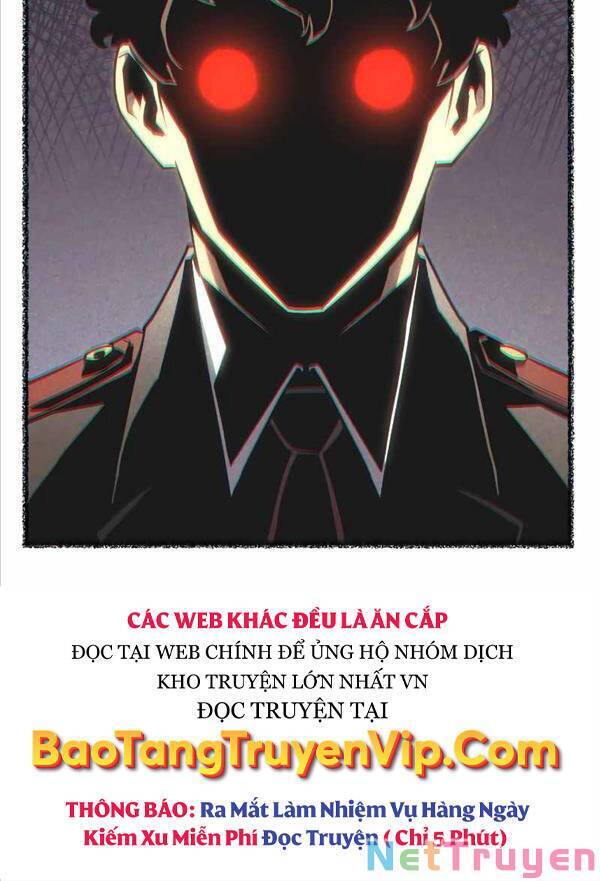 CÁC WEB KHÁC ĐỀU LÀ ĂN CẮP
ĐỌC TẠI WEB CHÍNH ĐỂ ỦNG HỘ NHÓM DỊCH
KHO TRUYỆN LỚN NHẤT VN
ĐỌC TRUYỆN TẠI
BaoTangTruyenVip.Com
THÔNG BÁO: Ra Mắt Làm Nhiệm Vụ Hàng Ngày
Kiếm Xu Miễn Phí Đọc Truyện ( Chỉ 5 Phút)
NetTruyen